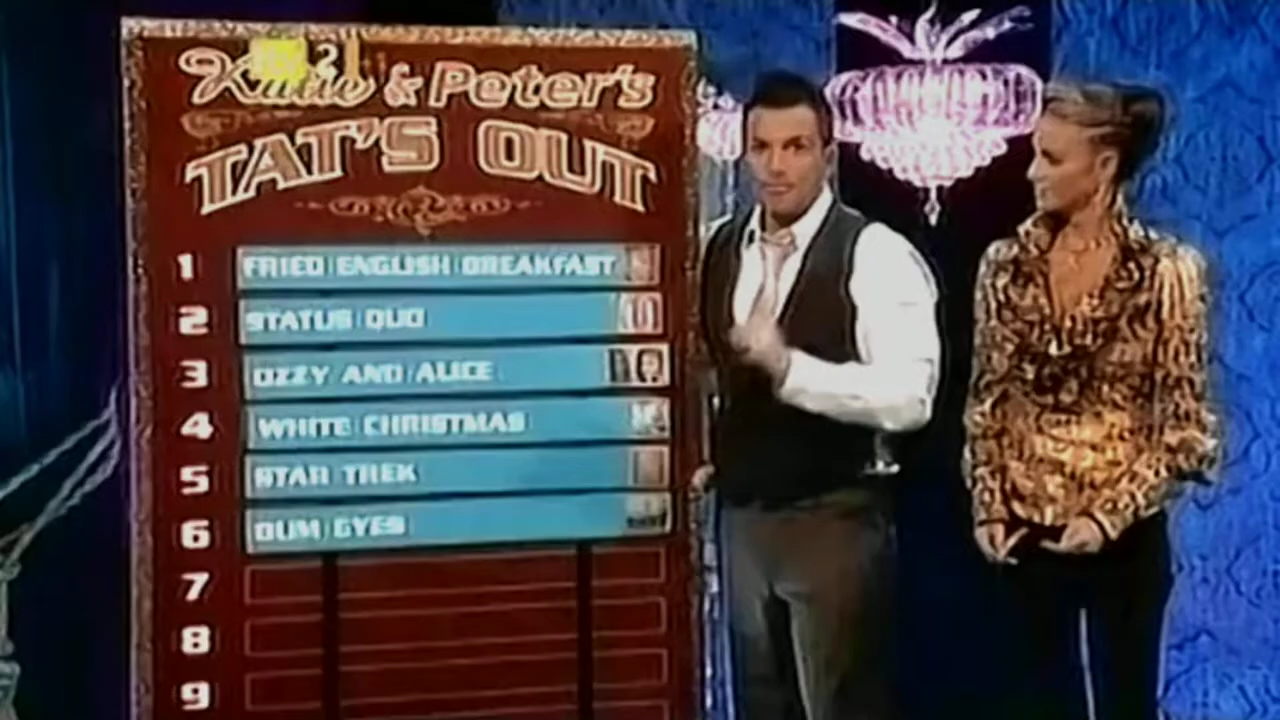 Katie & Peter's
TAT'S OUT
1 FRIED ENGLISH BREAKFAST
2 STATUS QUO
3 OZZY AND ALICE
4 WHITE CHRISTMAS
5 STAR TREK
6 BUM EYES
7
8
9